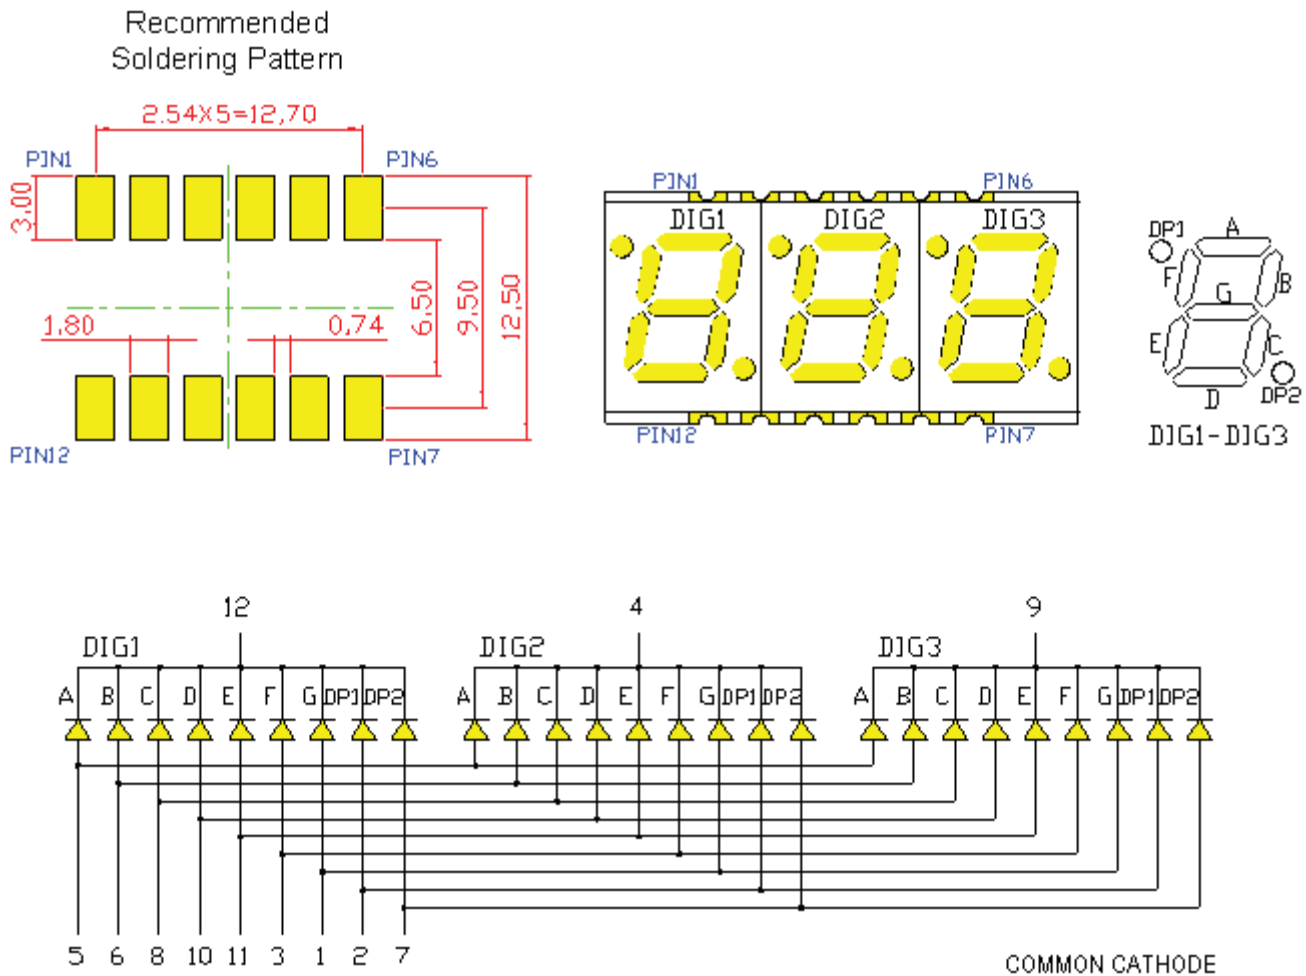 Recommended
Soldering Pattern
2.54X5=12,70
PIN1
PIN6
3.00
6.50
9.50
12.50
1.80
0.74
PIN12
PIN7
PIN1
PIN6
DIG1
DIG2
DIG3
PIN12
PIN7
DP1
A
F
B
G
E
C
D
DP2
DIG1-DIG3
12
4
9
DIG1
DIG2
DIG3
A B C D E F G DP1 DP2
A B C D E F G DP1 DP2
A B C D E F G DP1 DP2
5 6 8 10 11 3 1 2 7
COMMON CATHODE